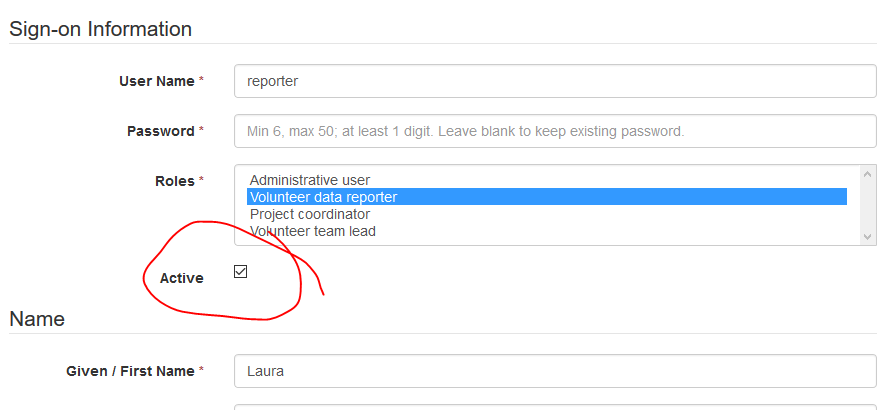 Sign-on Information
User Name *
reporter
Password *
Min 6, max 50; at least 1 digit. Leave blank to keep existing password.
Roles *
Administrative user
Volunteer data reporter
Project coordinator
Volunteer team lead
Active
Name
Given / First Name *
Laura